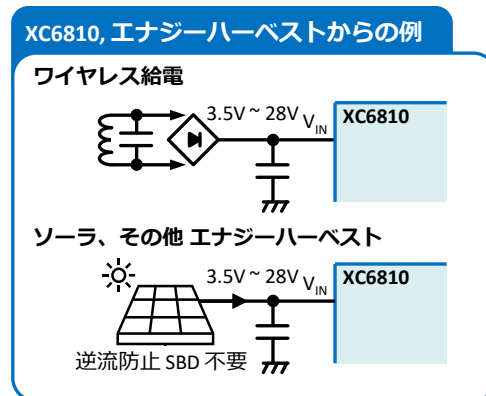 XC6810, エナジーハーベストからの例
ワイヤレス給電
3.5V ~ 28V VIN
XC6810
ソーラ、その他 エナジーハーベスト
3.5V ~ 28V VIN
XC6810
逆流防止 SBD 不要